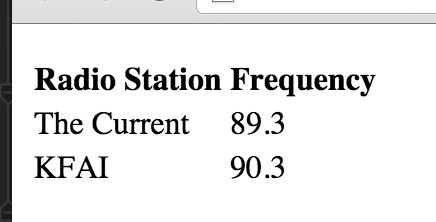 Radio Station Frequency
The Current 89.3
KFAI 90.3